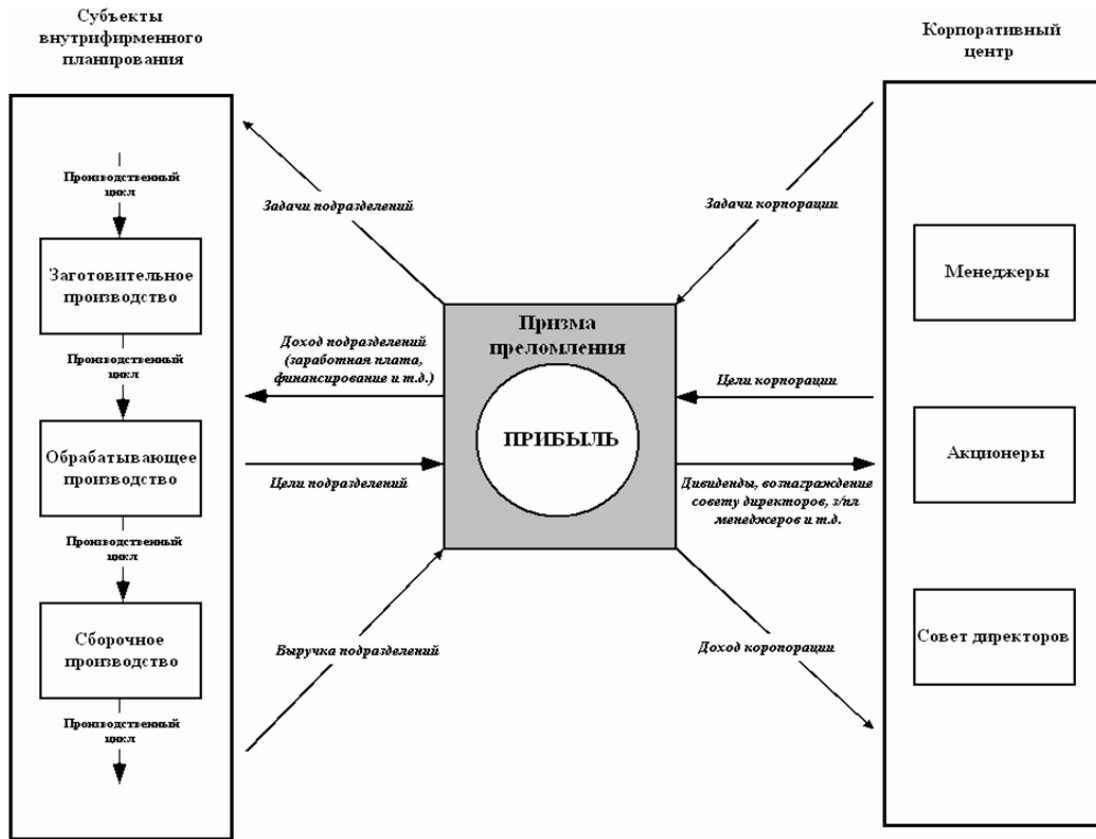 Субъекты
внутрифирменного
планирования
Производственный
цикл
Заготовительное
производство
Производственный
цикл
Обрабатывающее
производство
Производственный
цикл
Сборочное
производство
Производственный
цикл
Задачи подразделений
Доход подразделений
(заработная плата,
финансирование и т.д.)
Цели подразделений
Выручка подразделений
Призма
преломления
ПРИБЫЛЬ
Задачи корпорации
Цели корпорации
Дивиденды, вознаграждение
совету директоров, з/пл
менеджеров и т.д.
Доход коропорации
Корпоративный
центр
Менеджеры
Акционеры
Совет директоров